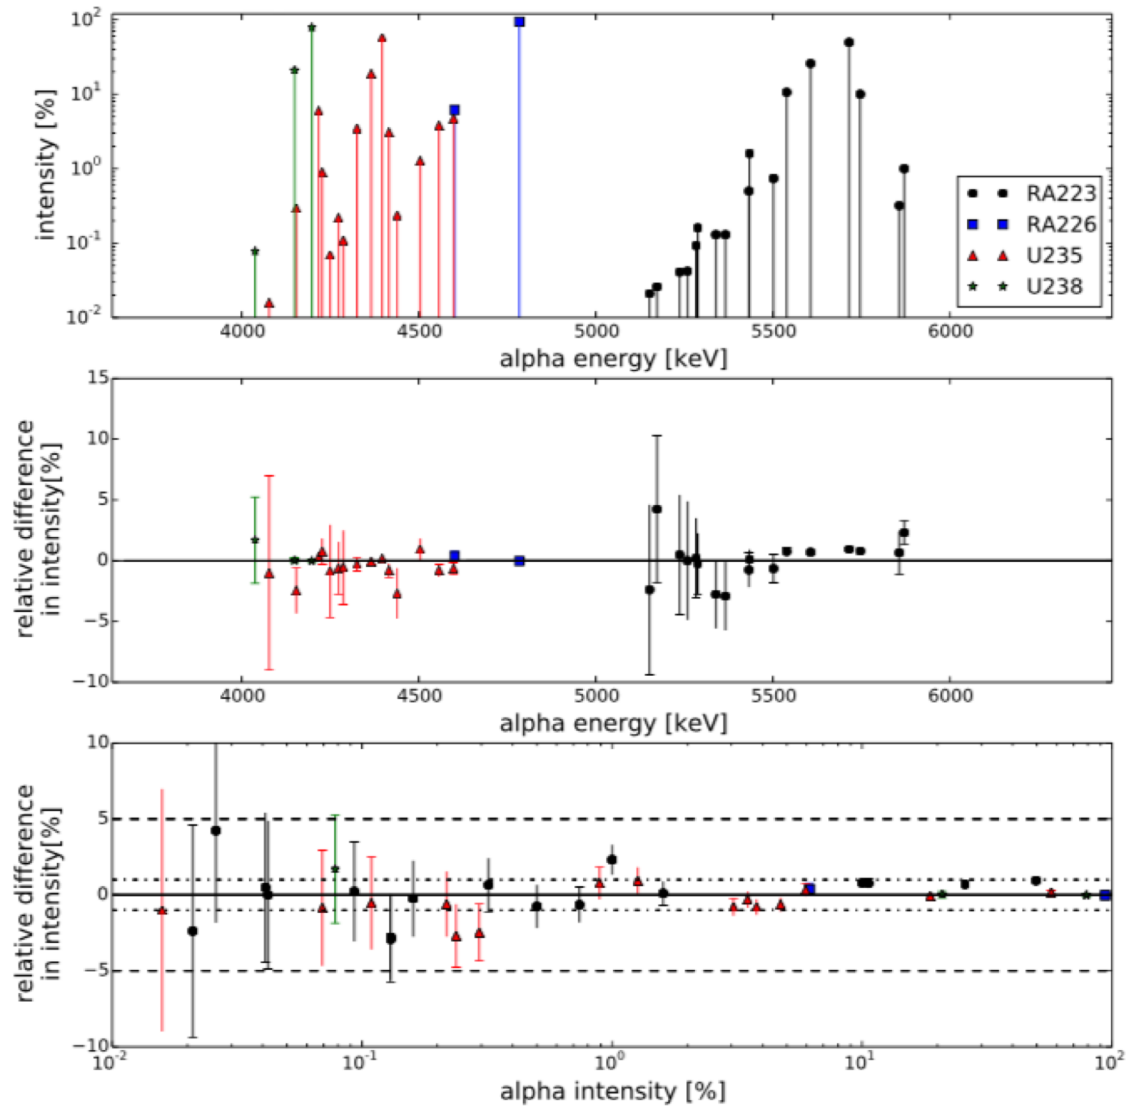 10²
10¹
10⁰
10⁻¹
10⁻²
intensity [%]
4000 4500 5000 5500 6000
alpha energy [keV]
RA223
RA226
U235
U238
15
10
5
0
−5
−10
relative difference
in intensity[%]
4000 4500 5000 5500 6000
alpha energy [keV]
10
5
0
−5
−10
relative difference
in intensity[%]
10⁻² 10⁻¹ 10⁰ 10¹ 10²
alpha intensity [%]